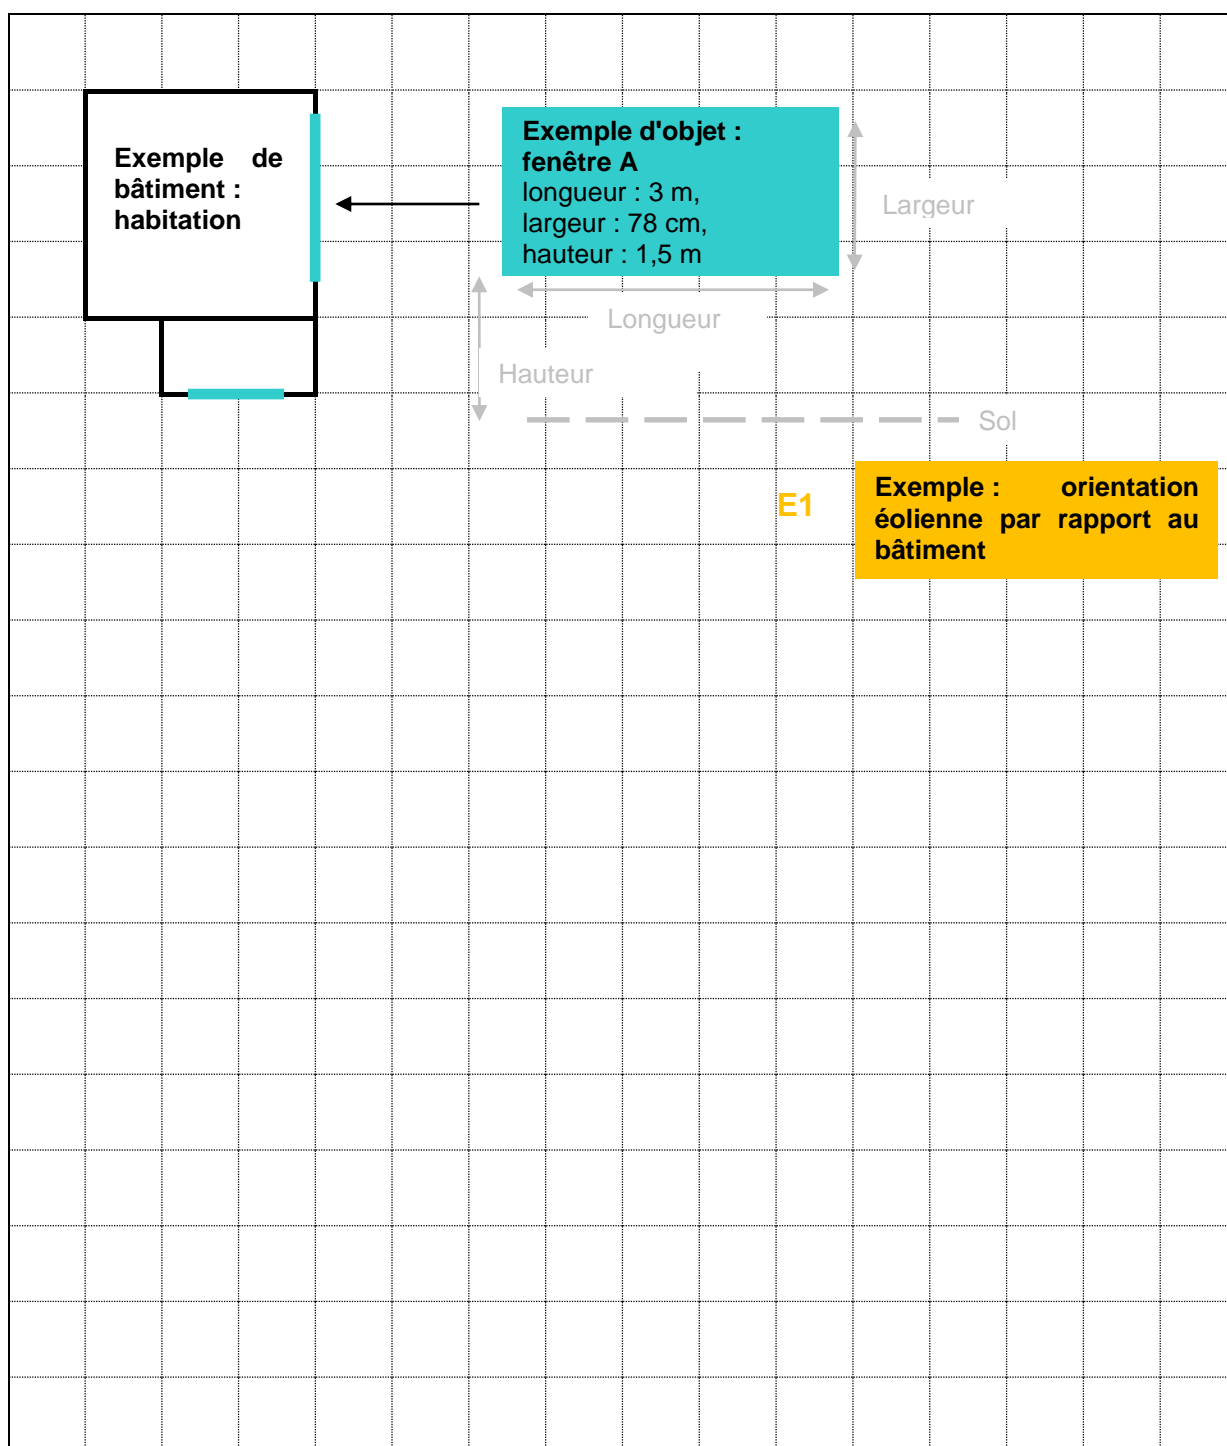 Exemple de
bâtiment :
habitation
Exemple d'objet :
fenêtre A
longueur : 3 m,
largeur : 78 cm,
hauteur : 1,5 m
Largeur
Longueur
Hauteur
Sol
E1
Exemple : orientation
éolienne par rapport au
bâtiment